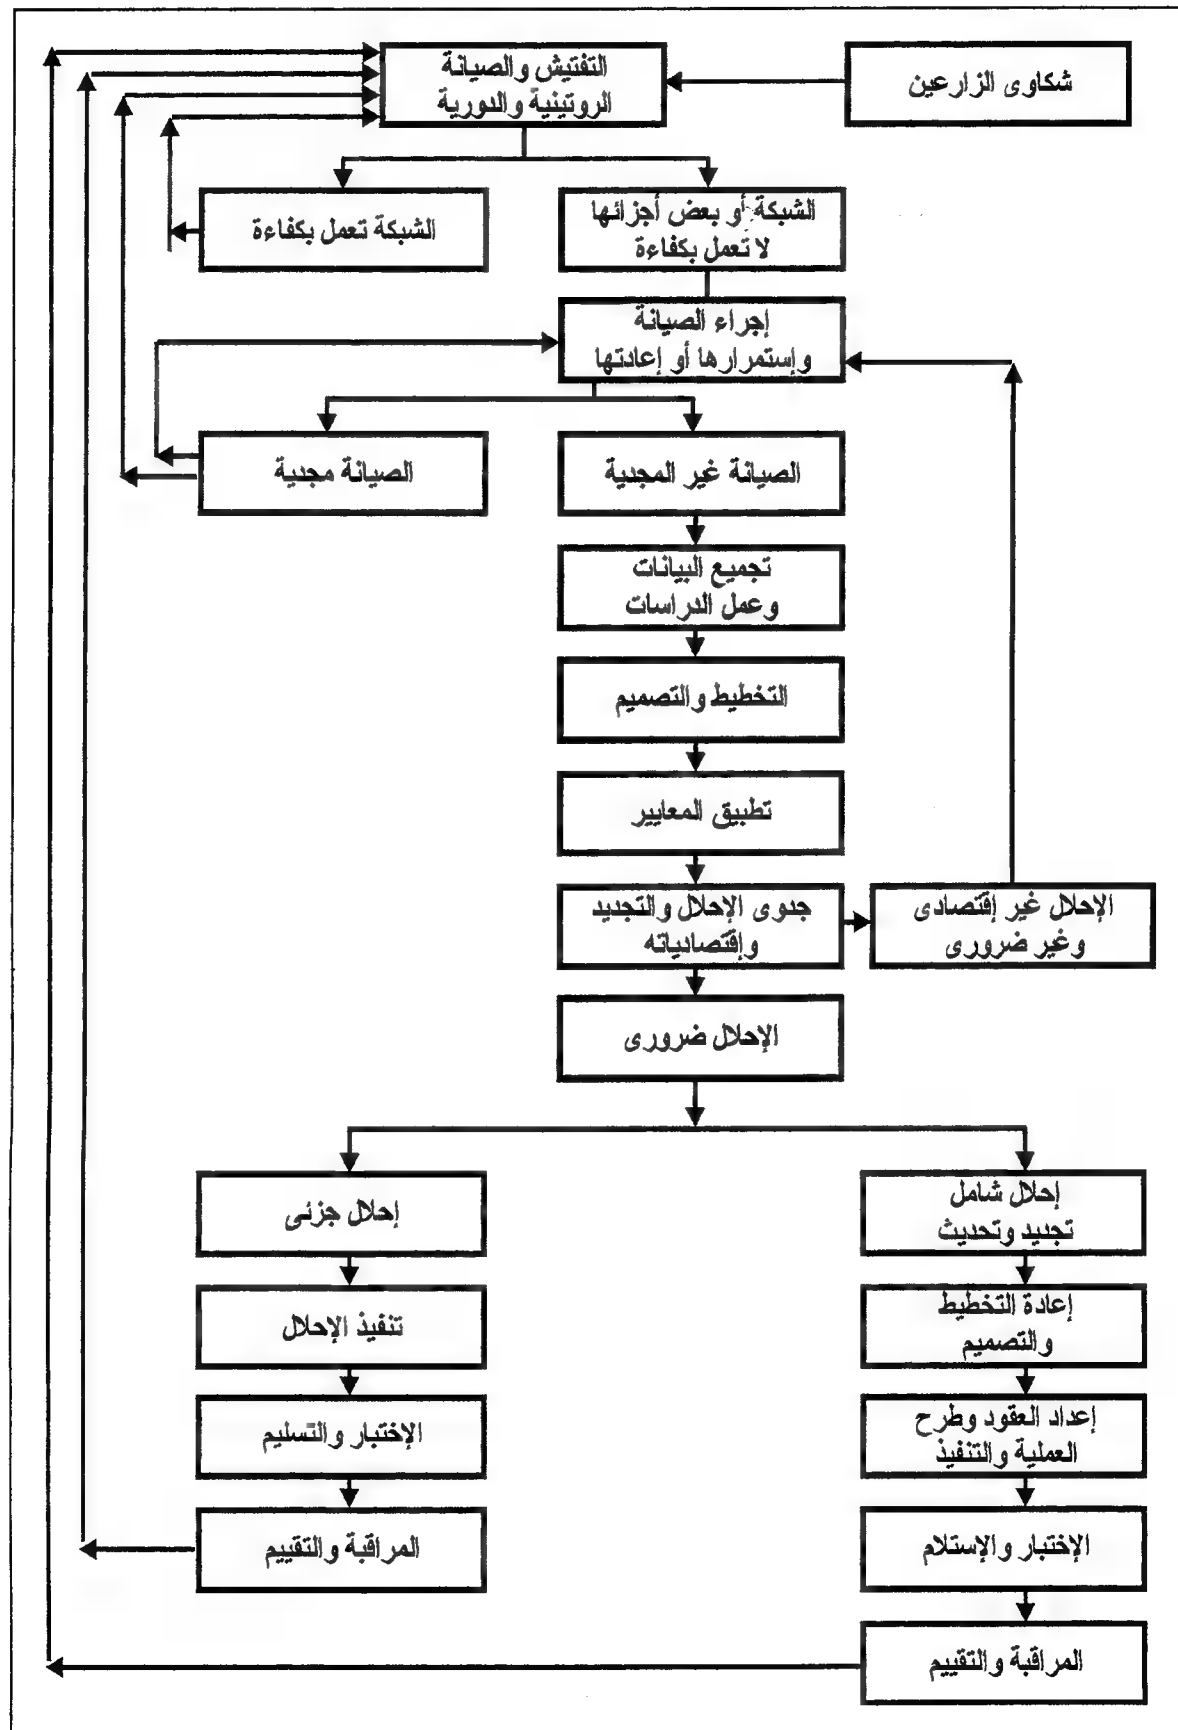 شكاوى الزارعين
التفتيش والصيانة
الروتينية والدورية
الشبكة أو بعض أجزائها
لا تعمل بكفاءة
الشبكة تعمل بكفاءة
إجراء الصيانة
وإستمرارها أو إعادتها
الصيانة غير المجدية
الصيانة مجدية
تجميع البيانات
وعمل الدراسات
التخطيط والتصميم
تطبيق المعايير
جدوى الإحلال والتجديد
وإقتصادياته
الإحلال غير إقتصادى
وغير ضرورى
الإحلال ضرورى
إحلال شامل
تجديد وتحديث
إعادة التخطيط
والتصميم
إعداد العقود وطرح
العملية والتنفيذ
الإختبار والإستلام
المراقبة والتقييم
إحلال جزئى
تنفيذ الإحلال
الإختبار والتسليم
المراقبة والتقييم